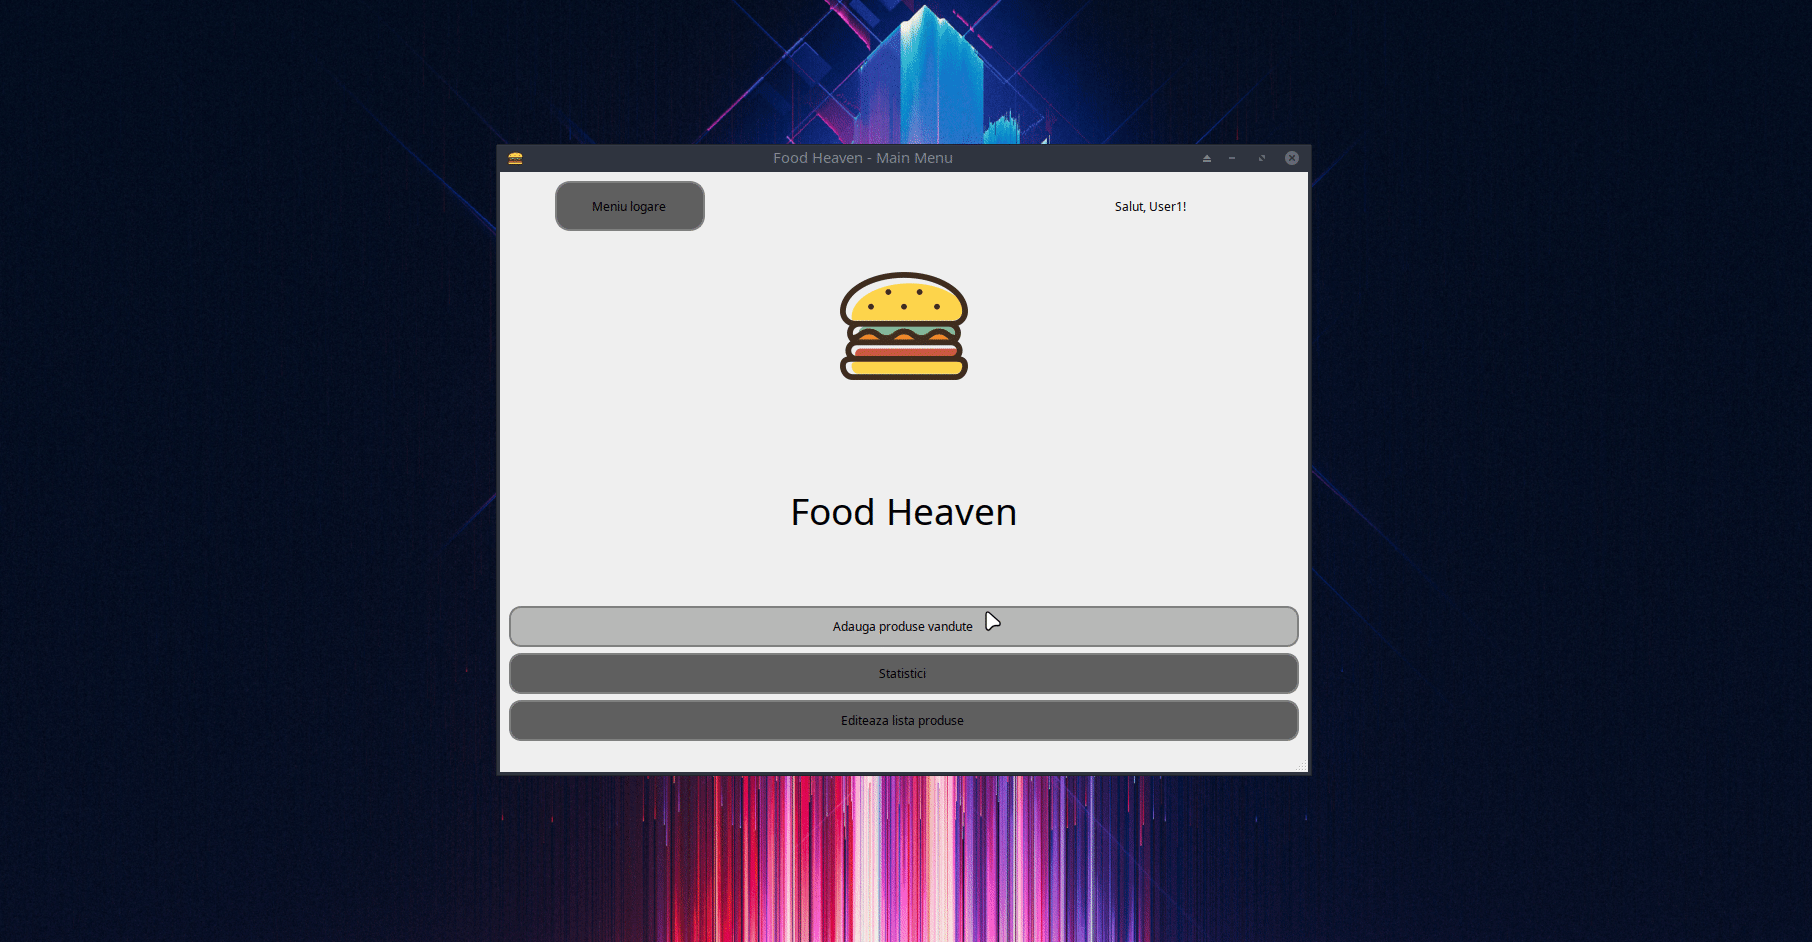 Food Heaven - Main Menu
Meniu logare
Salut, User1!
Food Heaven
Adauga produse vandute
Statistici
Editeaza lista produse